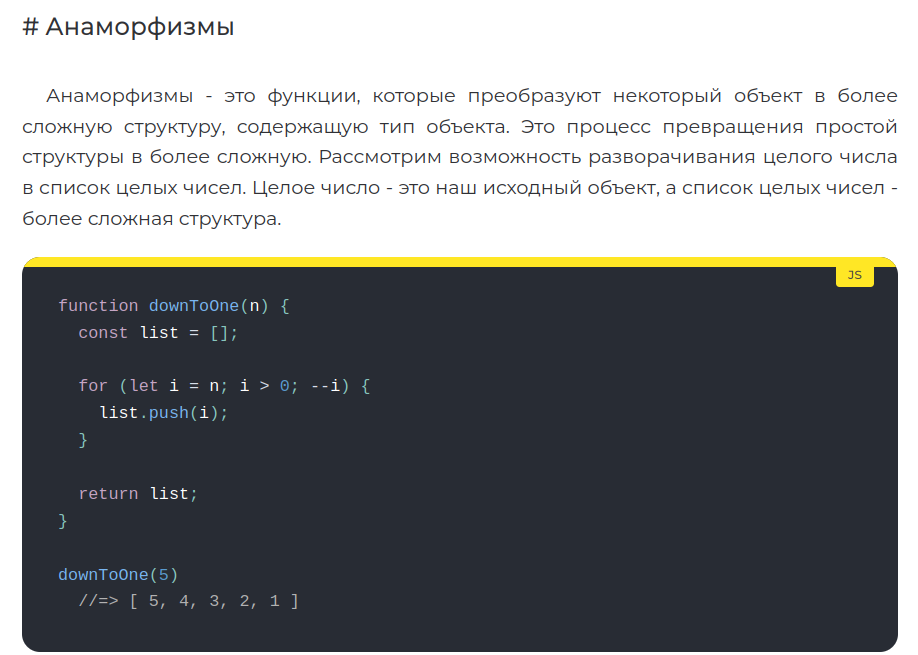 # Анаморфизмы
Анаморфизмы - это функции, которые преобразуют некоторый объект в более
сложную структуру, содержащую тип объекта. Это процесс превращения простой
структуры в более сложную. Рассмотрим возможность разворачивания целого числа
в список целых чисел. Целое число - это наш исходный объект, а список целых чисел -
более сложная структура.
JS
function downToOne(n) {
  const list = [];
  for (let i = n; i > 0; --i) {
    list.push(i);
  }
  return list;
}
downToOne(5)
  //=> [ 5, 4, 3, 2, 1 ]